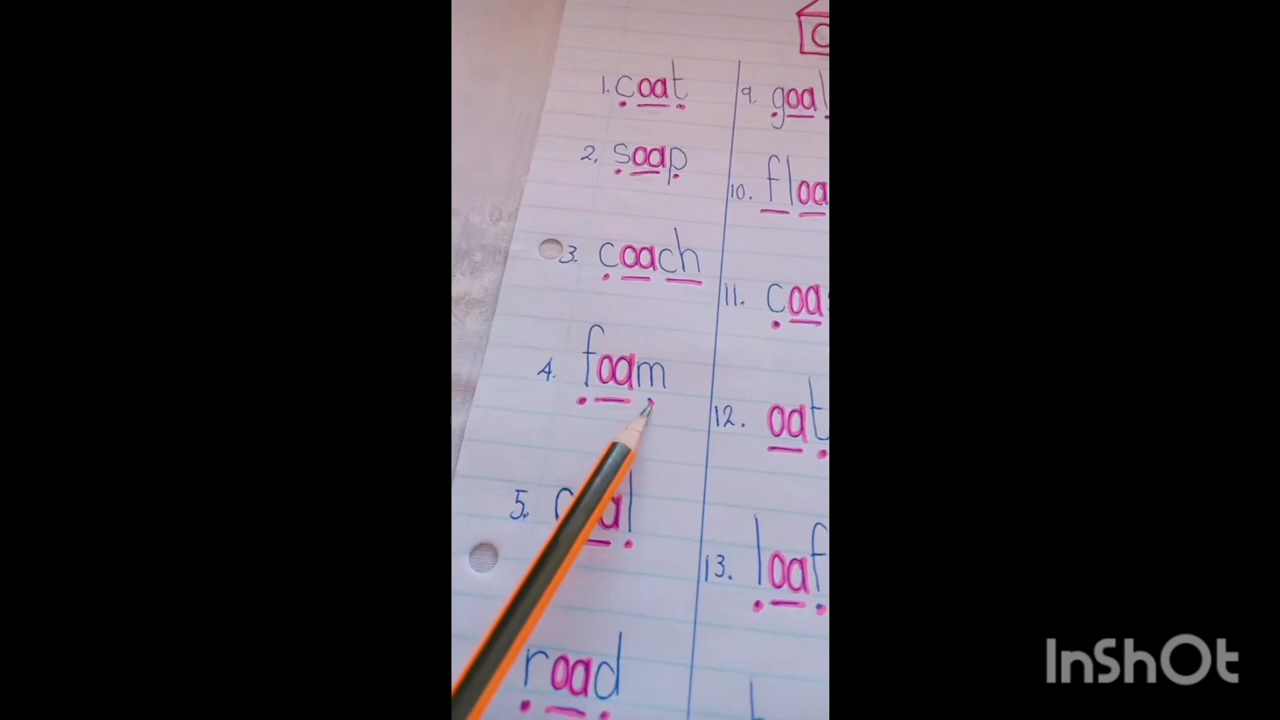 1. coat
2. soap
3. coach
4. foam
5.
road
9. goal
10. floa
11. coa
12. oat
13. loaf
InShOt